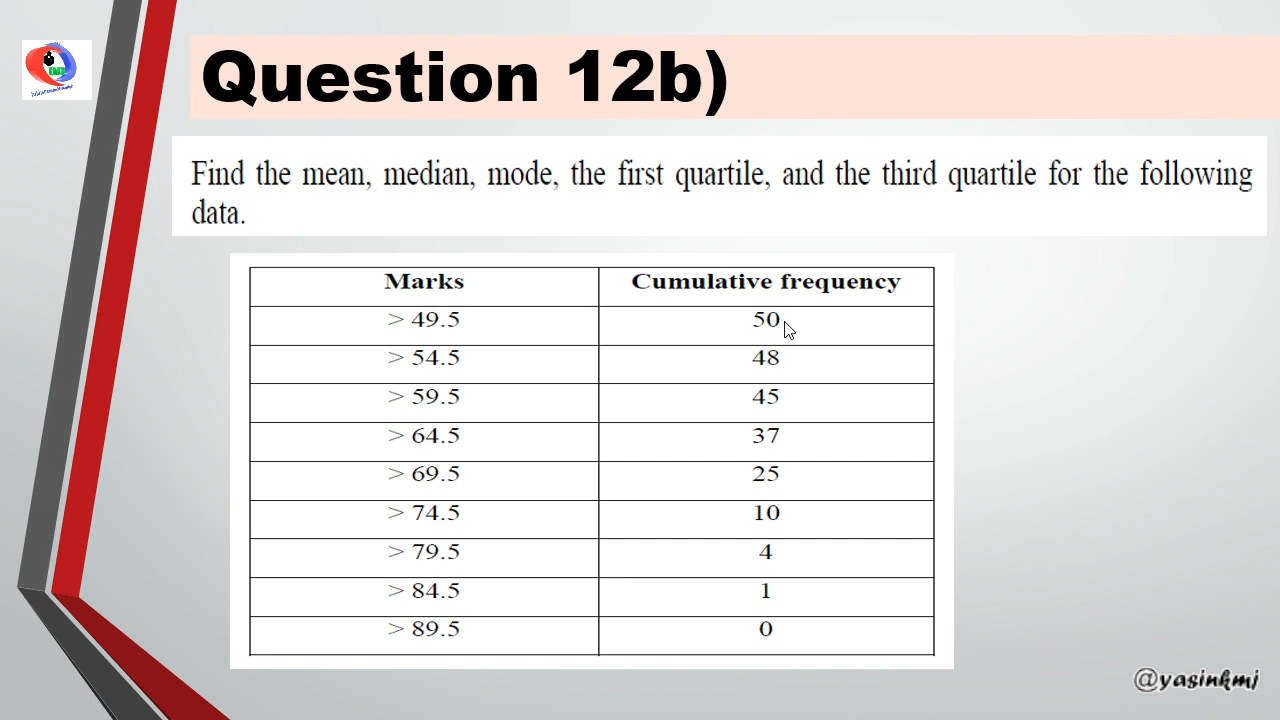 Question 12b)
Find the mean, median, mode, the first quartile, and the third quartile for the following
data.
Marks Cumulative frequency
> 49.5 50
> 54.5 48
> 59.5 45
> 64.5 37
> 69.5 25
> 74.5 10
> 79.5 4
> 84.5 1
> 89.5 0
@yasinkmj